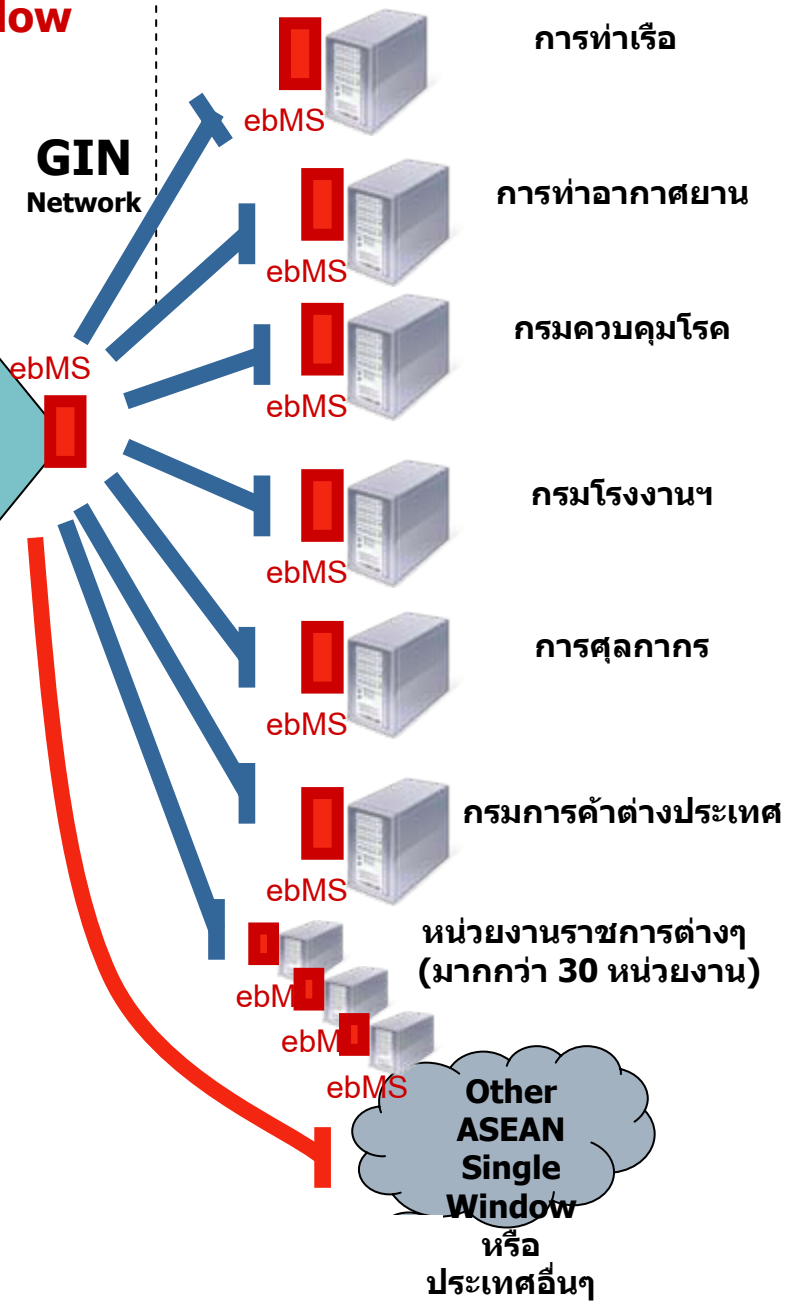 low
การท่าเรือ
ebMS
GIN
Network
การท่าอากาศยาน
ebMS
กรมควบคุมโรค
ebMS
ebMS
กรมโรงงานฯ
ebMS
การศุลกากร
ebMS
กรมการค้าต่างประเทศ
ebMS
หน่วยงานราชการต่างๆ
(มากกว่า 30 หน่วยงาน)
ebM
ebM
ebMS
Other
ASEAN
Single
Window
หรือ
ประเทศอื่นๆ